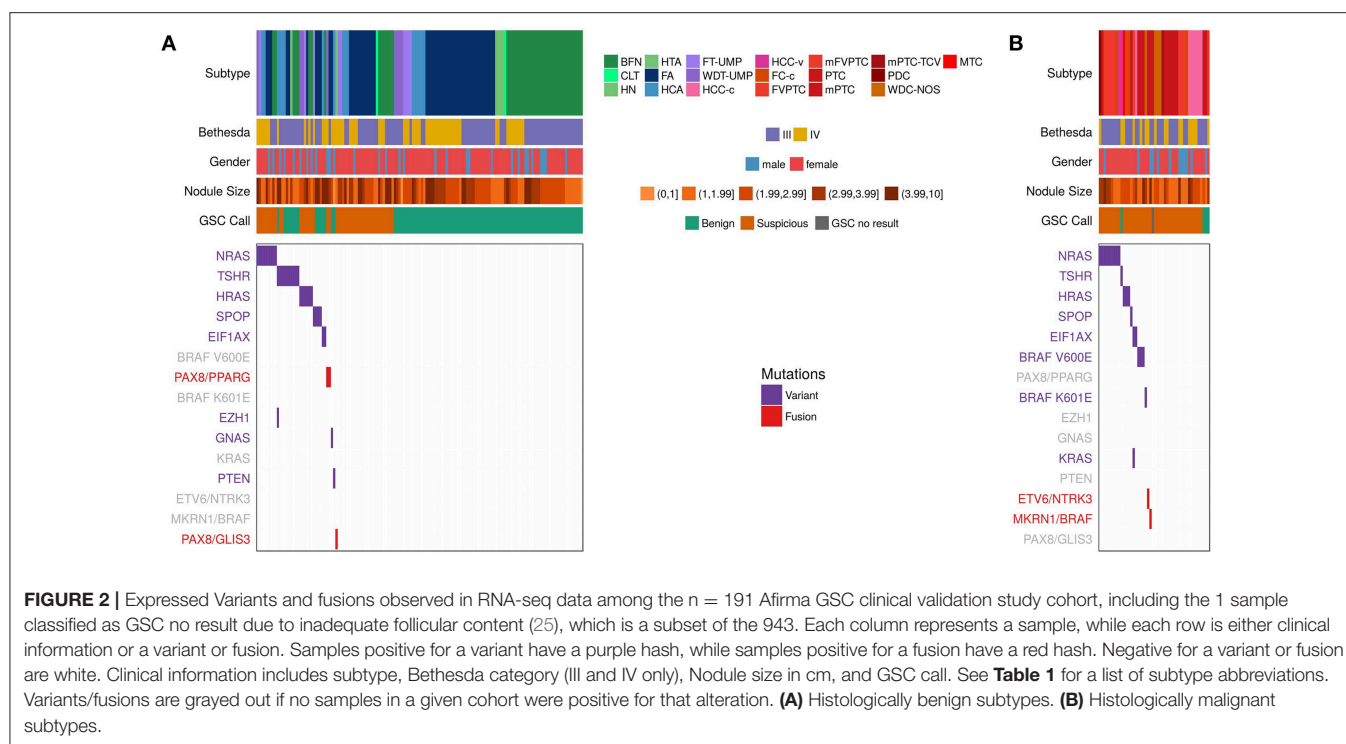 A
B
Subtype
BFN HTA FT-UMP HCC-v mFVPTC mPTC-TCV MTC
CLT FA WDT-UMP FC-c PTC PDC
HN HCA HCC-c FVPTC mPTC WDC-NOS
Subtype
Bethesda
III IV
Bethesda
Gender
male female
Gender
Nodule Size
(0,1] (1,1.99] (1.99,2.99] (2.99,3.99] (3.99,10]
Nodule Size
GSC Call
Benign Suspicious GSC no result
GSC Call
NRAS
TSHR
HRAS
SPOP
EIF1AX
BRAF V600E
PAX8/PPARG
BRAF K601E
EZH1
GNAS
KRAS
PTEN
ETV6/NTRK3
MKRN1/BRAF
PAX8/GLIS3
Mutations
Variant
Fusion
NRAS
TSHR
HRAS
SPOP
EIF1AX
BRAF V600E
PAX8/PPARG
BRAF K601E
EZH1
GNAS
KRAS
PTEN
ETV6/NTRK3
MKRN1/BRAF
PAX8/GLIS3
FIGURE 2 | Expressed Variants and fusions observed in RNA-seq data among the n = 191 Afirma GSC clinical validation study cohort, including the 1 sample
classified as GSC no result due to inadequate follicular content (25), which is a subset of the 943. Each column represents a sample, while each row is either clinical
information or a variant or fusion. Samples positive for a variant have a purple hash, while samples positive for a fusion have a red hash. Negative for a variant or fusion
are white. Clinical information includes subtype, Bethesda category (III and IV only), Nodule size in cm, and GSC call. See Table 1 for a list of subtype abbreviations.
Variants/fusions are grayed out if no samples in a given cohort were positive for that alteration. (A) Histologically benign subtypes. (B) Histologically malignant
subtypes.